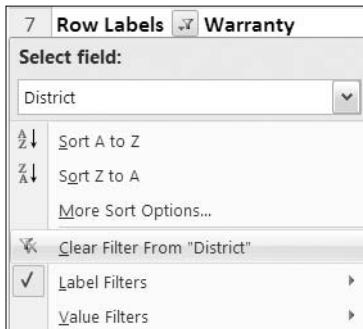 7 Row Labels Warranty
Select field:
District
Sort A to Z
Sort Z to A
More Sort Options...
Clear Filter From "District"
Label Filters
Value Filters